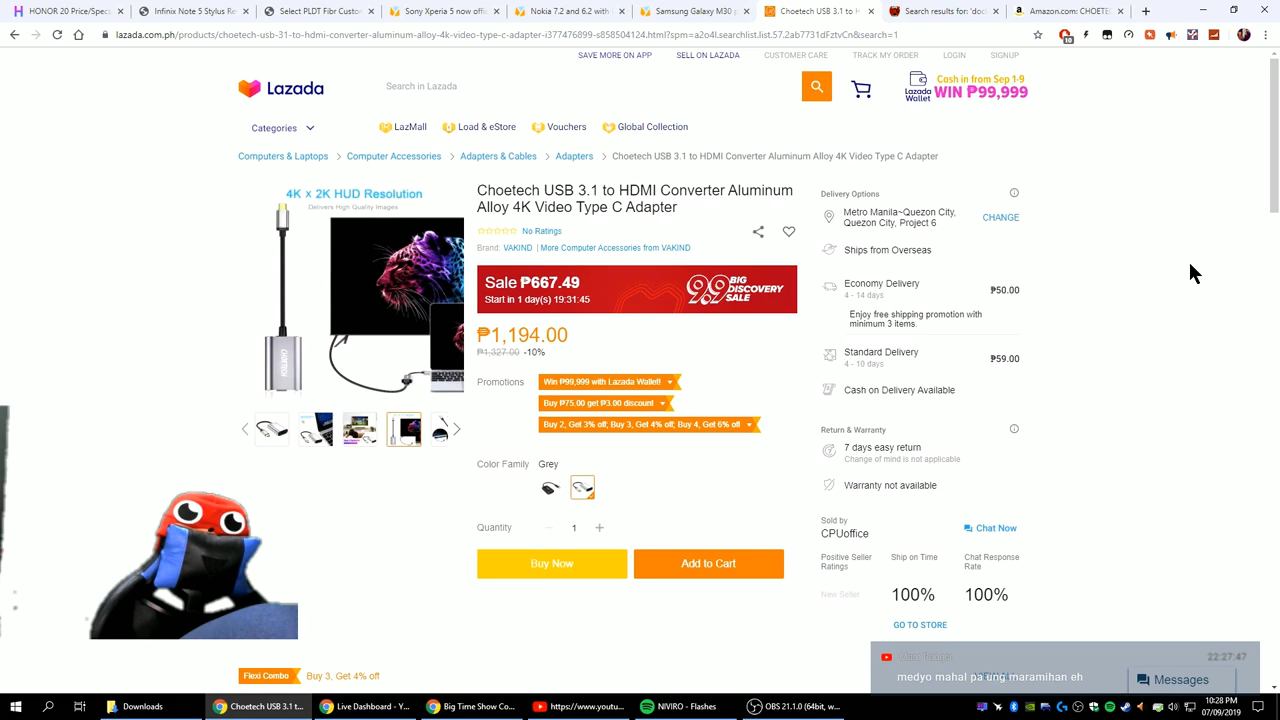 HONOR 20 Price/Specs
Infinix Note 5 Stylus Re
Select PLDT Fibr Custom
Sony Xperia 5 now offic
Nokia 7.2 and 6.2 with
Samsung Galaxy M30 p
Choetech USB 3.1 to H
Search results for: 'doc
Amazon.com: CHOETEC
lazada.com.ph/products/choetech-usb-31-to-hdmi-converter-aluminum-alloy-4k-video-type-c-adapter-i377476899-s858504124.html?spm=a2o4l.searchlist.list.57.2ab7731dFztvCn&search=1
10
SAVE MORE ON APP
SELL ON LAZADA
CUSTOMER CARE
TRACK MY ORDER
LOGIN
SIGNUP
Lazada
Search in Lazada
Lazada Wallet
Cash in from Sep 1-9
WIN ₱99,999
Categories
LazMall
Load & eStore
Vouchers
Global Collection
Computers & Laptops > Computer Accessories > Adapters & Cables > Adapters > Choetech USB 3.1 to HDMI Converter Aluminum Alloy 4K Video Type C Adapter
4K × 2K HUD Resolution
Delivers High Quality Images
CHOETECH
Choetech USB 3.1 to HDMI Converter Aluminum
Alloy 4K Video Type C Adapter
No Ratings
Brand: VAKIND | More Computer Accessories from VAKIND
Sale ₱667.49
Start in 1 day(s) 19:31:45
9.9 BIG DISCOVERY SALE
₱1,194.00
₱1,327.00 -10%
Promotions
Win ₱99,999 with Lazada Wallet!
Buy ₱75.00 get ₱3.00 discount
Buy 2, Get 3% off; Buy 3, Get 4% off; Buy 4, Get 6% off
Color Family Grey
Quantity 1
Buy Now
Add to Cart
Delivery Options
Metro Manila~Quezon City,
Quezon City, Project 6
CHANGE
Ships from Overseas
Economy Delivery ₱50.00
4 - 14 days
Enjoy free shipping promotion with
minimum 3 items.
Standard Delivery ₱59.00
4 - 10 days
Cash on Delivery Available
Return & Warranty
7 days easy return
Change of mind is not applicable
Warranty not available
Sold by
CPUoffice
Chat Now
Positive Seller Ratings
Ship on Time
Chat Response Rate
New Seller
100%
100%
GO TO STORE
22:27:47
medyo mahal pa ung maramihan eh
Messages
Flexi Combo
Buy 3, Get 4% off
Downloads
Choetech USB 3.1 t...
Live Dashboard - Y...
Big Time Show Co...
https://www.youtu...
NIVIRO - Flashes
OBS 21.1.0 (64bit, w...
10:28 PM
07/09/2019